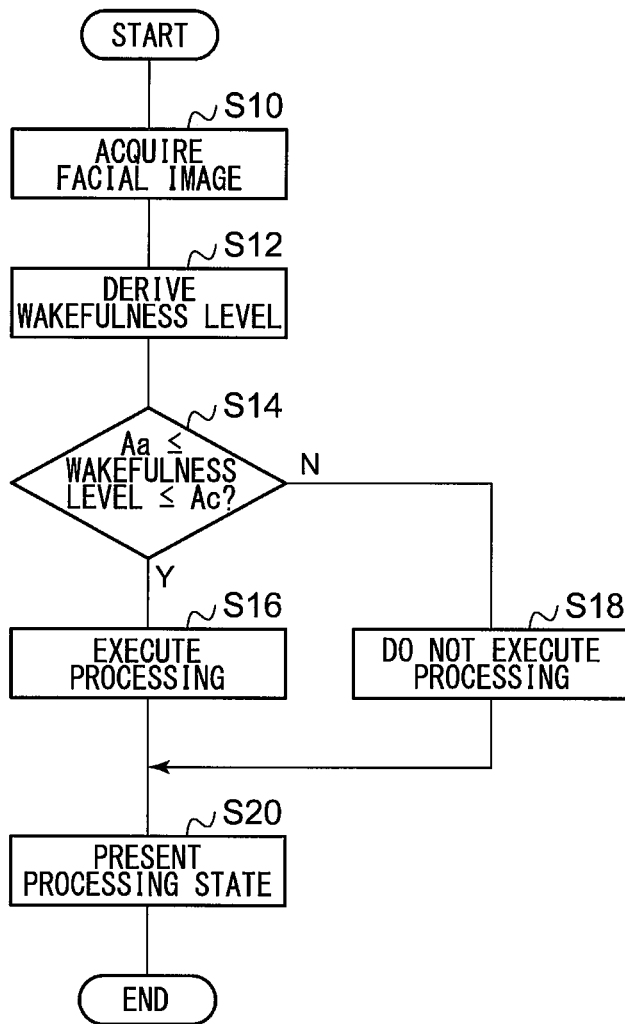 START
S10
ACQUIRE
FACIAL IMAGE
S12
DERIVE
WAKEFULNESS LEVEL
S14
Aa ≤
WAKEFULNESS
LEVEL ≤ Ac?
N
Y
S16
EXECUTE
PROCESSING
S18
DO NOT EXECUTE
PROCESSING
S20
PRESENT
PROCESSING STATE
END